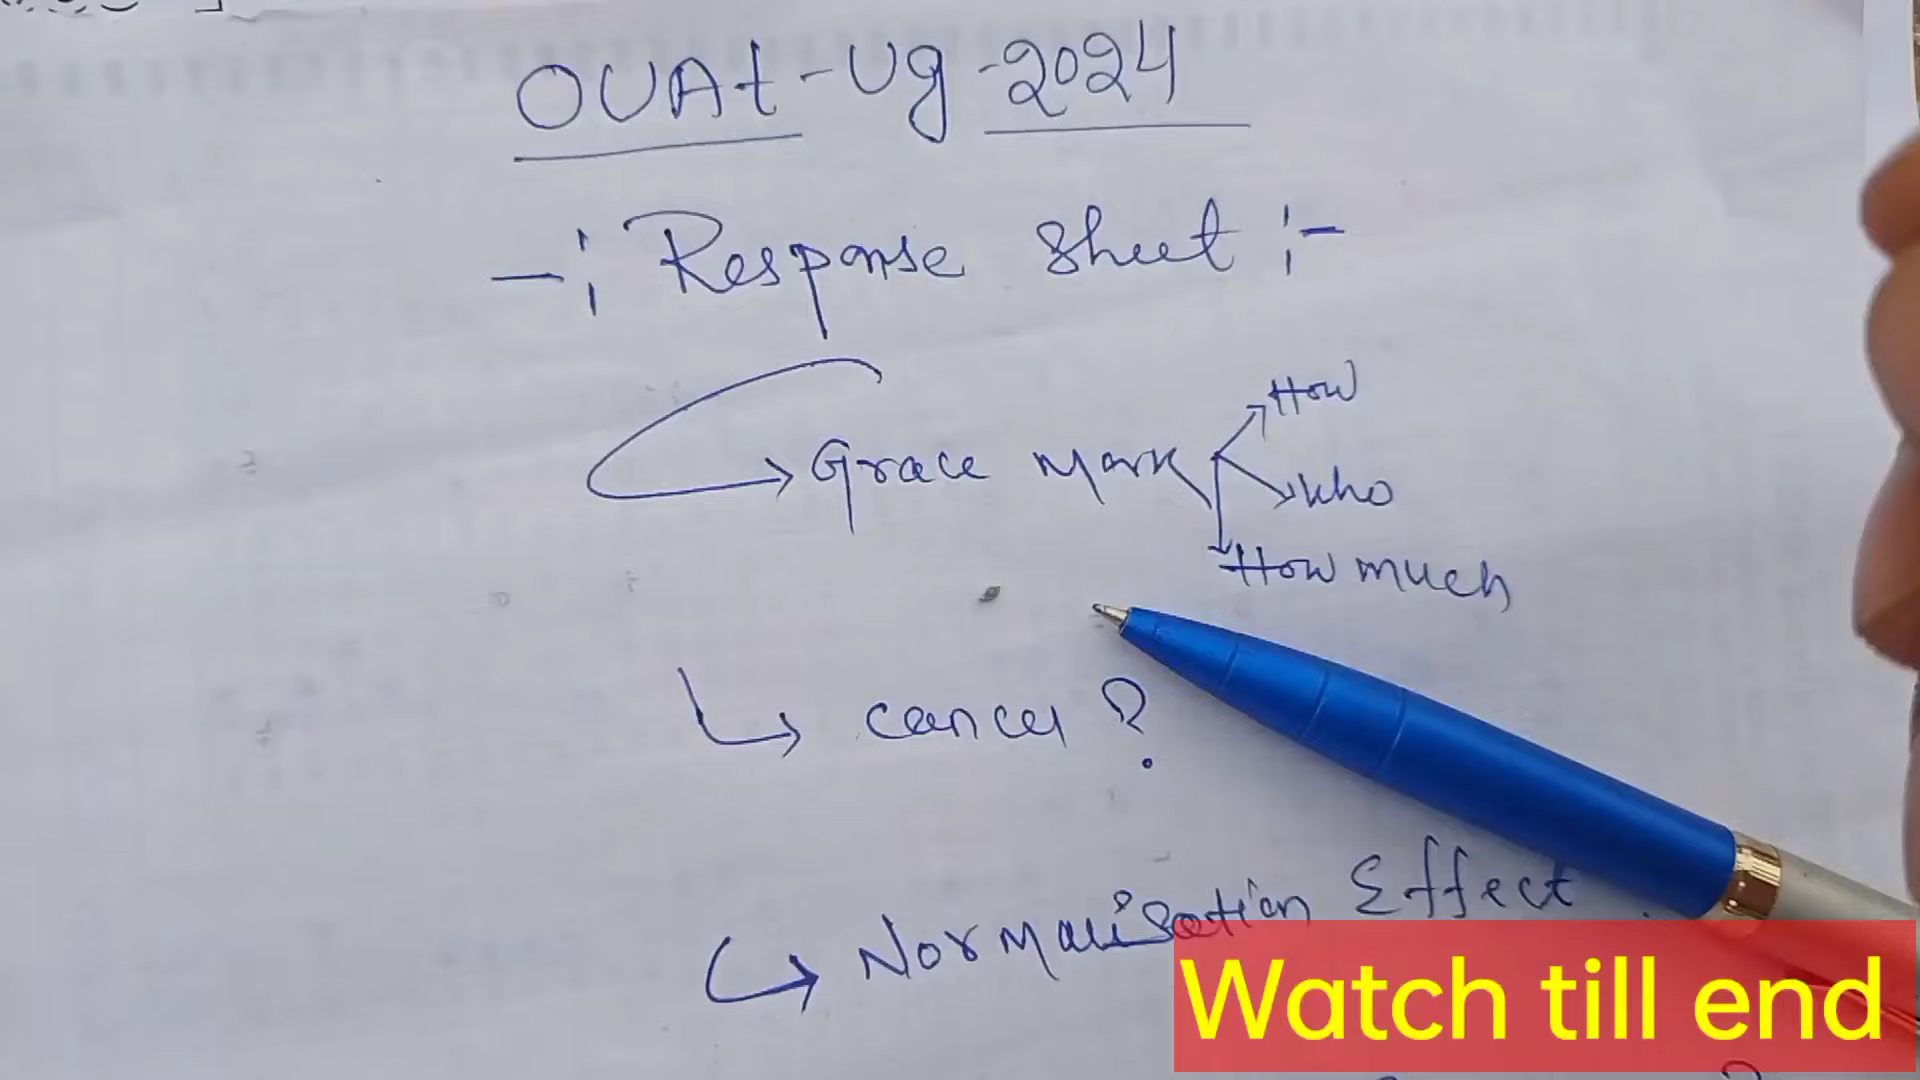 OUAt-Ug-2024
-: Response Sheet :-
→ Grace Mark
→ How
→ who
→ How much
↳ cancel ?
↳ Normalisation Effect
Watch till end